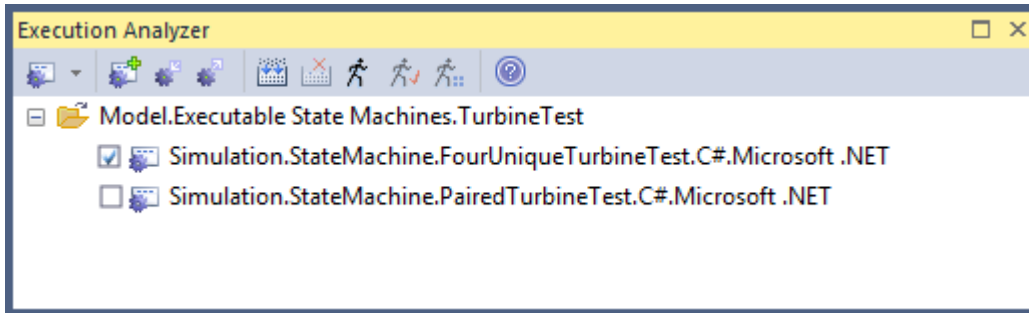 Execution Analyzer
Model.Executable State Machines.TurbineTest
Simulation.StateMachine.FourUniqueTurbineTest.C#.Microsoft .NET
Simulation.StateMachine.PairedTurbineTest.C#.Microsoft .NET